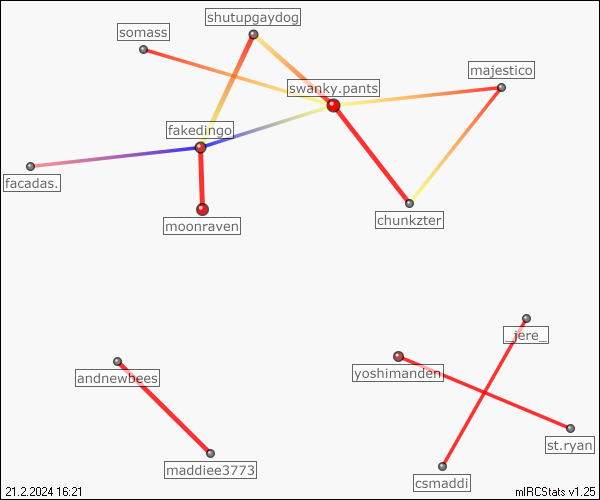 shutupgaydog
somass
majestico
swanky.pants
fakedingo
facadas.
moonraven
chunkzter
_jere_
andnewbees
yoshimanden
st.ryan
maddiee3773
csmaddi
21.2.2024 16:21
mIRCStats v1.25